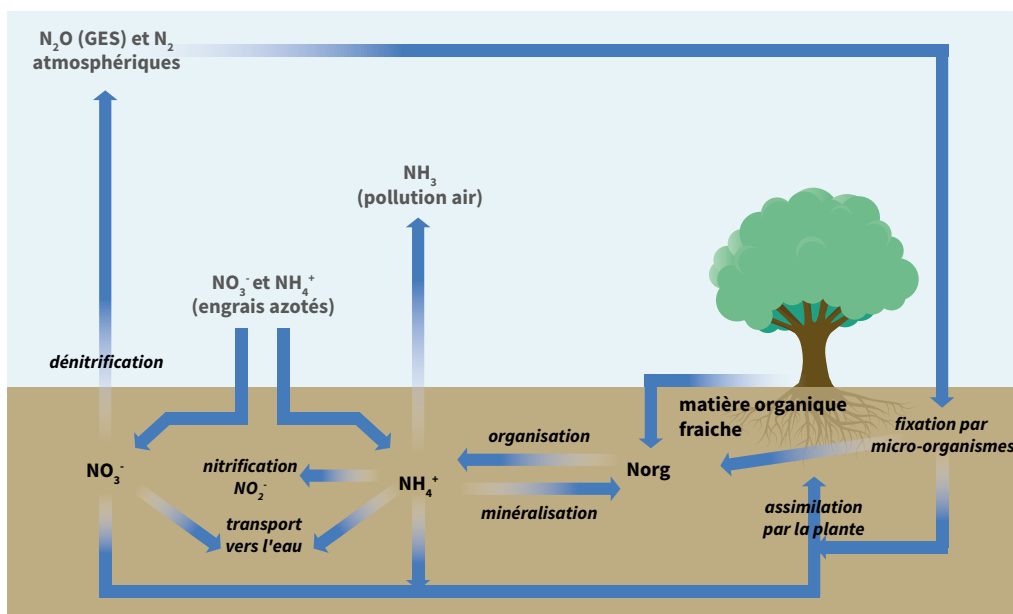 N₂O (GES) et N₂
atmosphériques
NH₃
(pollution air)
NO₃⁻ et NH₄⁺
(engrais azotés)
dénitrification
matière organique
fraiche
fixation par
micro-organismes
organisation
NO₃⁻
nitrification
NO₂⁻
NH₄⁺
Norg
minéralisation
assimilation
par la plante
transport
vers l'eau